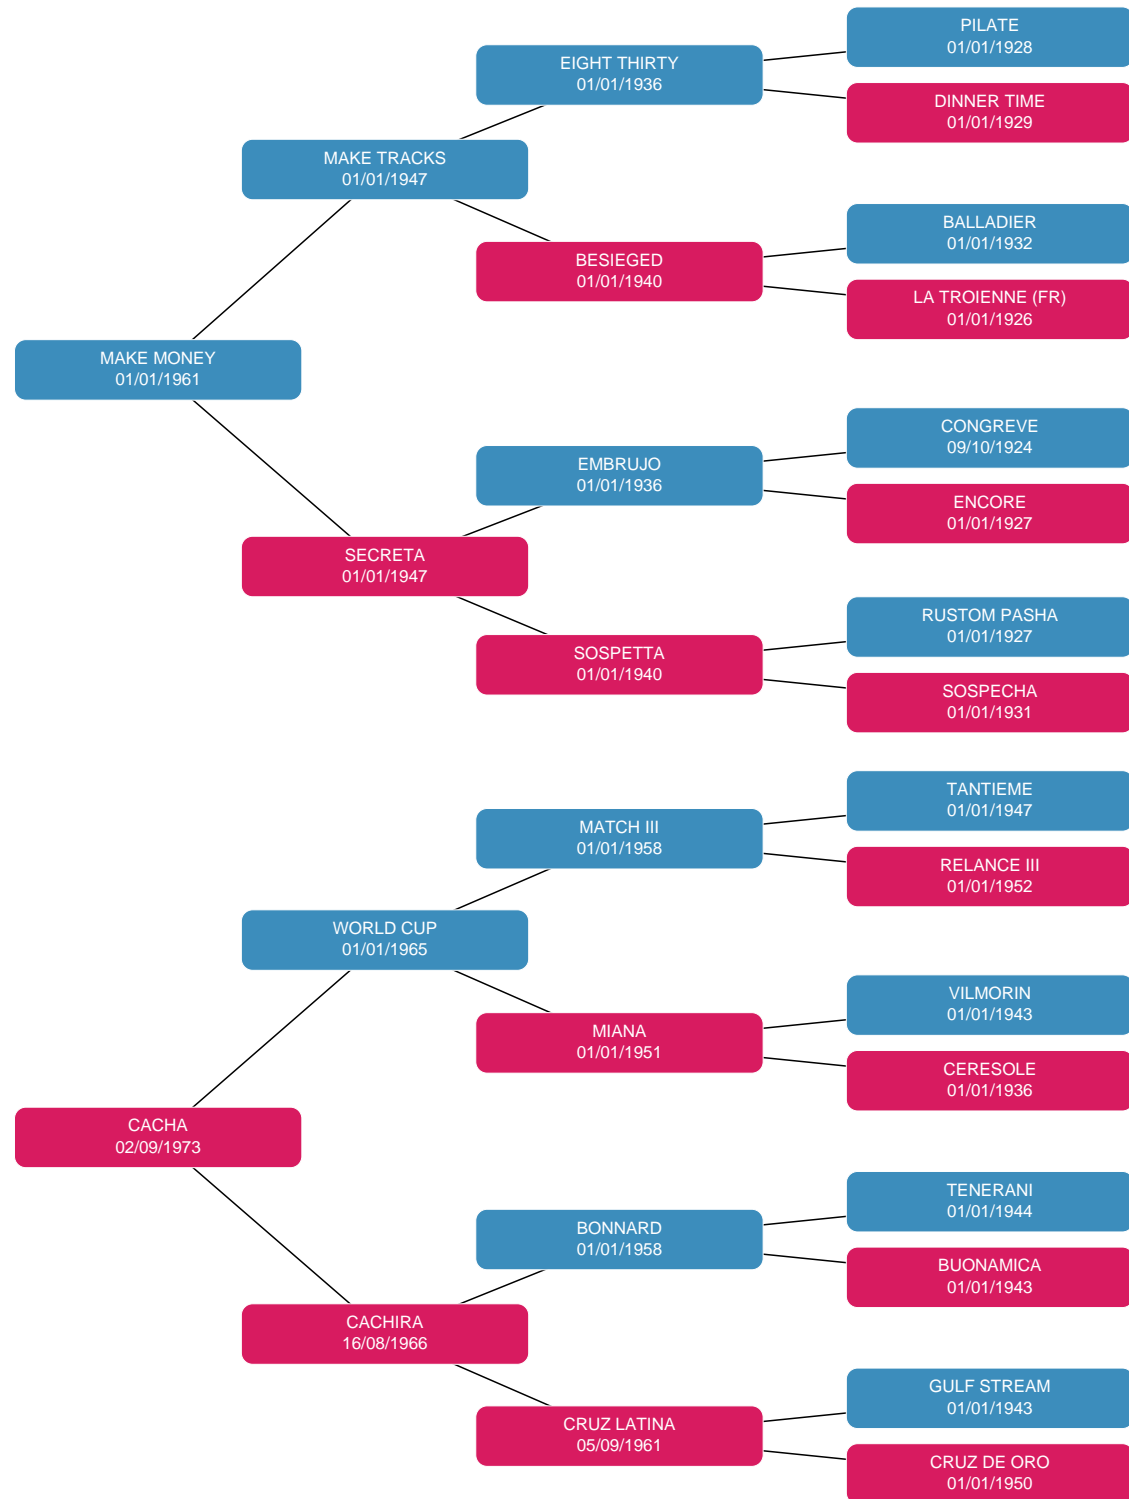 PILATE
01/01/1928
EIGHT THIRTY
01/01/1936
DINNER TIME
01/01/1929
MAKE TRACKS
01/01/1947
BALLADIER
01/01/1932
BESIEGED
01/01/1940
LA TROIENNE (FR)
01/01/1926
MAKE MONEY
01/01/1961
CONGREVE
09/10/1924
EMBRUJO
01/01/1936
ENCORE
01/01/1927
SECRETA
01/01/1947
RUSTOM PASHA
01/01/1927
SOSPETTA
01/01/1940
SOSPECHA
01/01/1931
TANTIEME
01/01/1947
MATCH III
01/01/1958
RELANCE III
01/01/1952
WORLD CUP
01/01/1965
VILMORIN
01/01/1943
MIANA
01/01/1951
CERESOLE
01/01/1936
CACHA
02/09/1973
TENERANI
01/01/1944
BONNARD
01/01/1958
BUONAMICA
01/01/1943
CACHIRA
16/08/1966
GULF STREAM
01/01/1943
CRUZ LATINA
05/09/1961
CRUZ DE ORO
01/01/1950